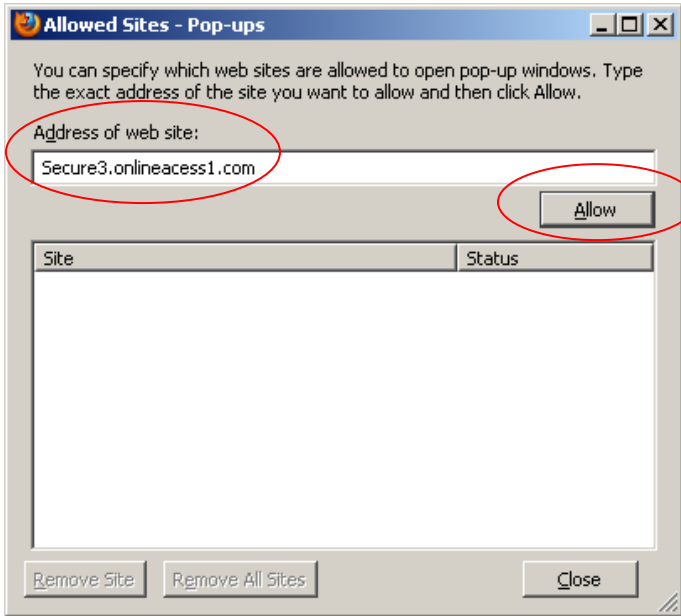 Allowed Sites - Pop-ups
You can specify which web sites are allowed to open pop-up windows. Type
the exact address of the site you want to allow and then click Allow.
Address of web site:
Secure3.onlineacess1.com
Allow
Site Status
Remove Site Remove All Sites Close